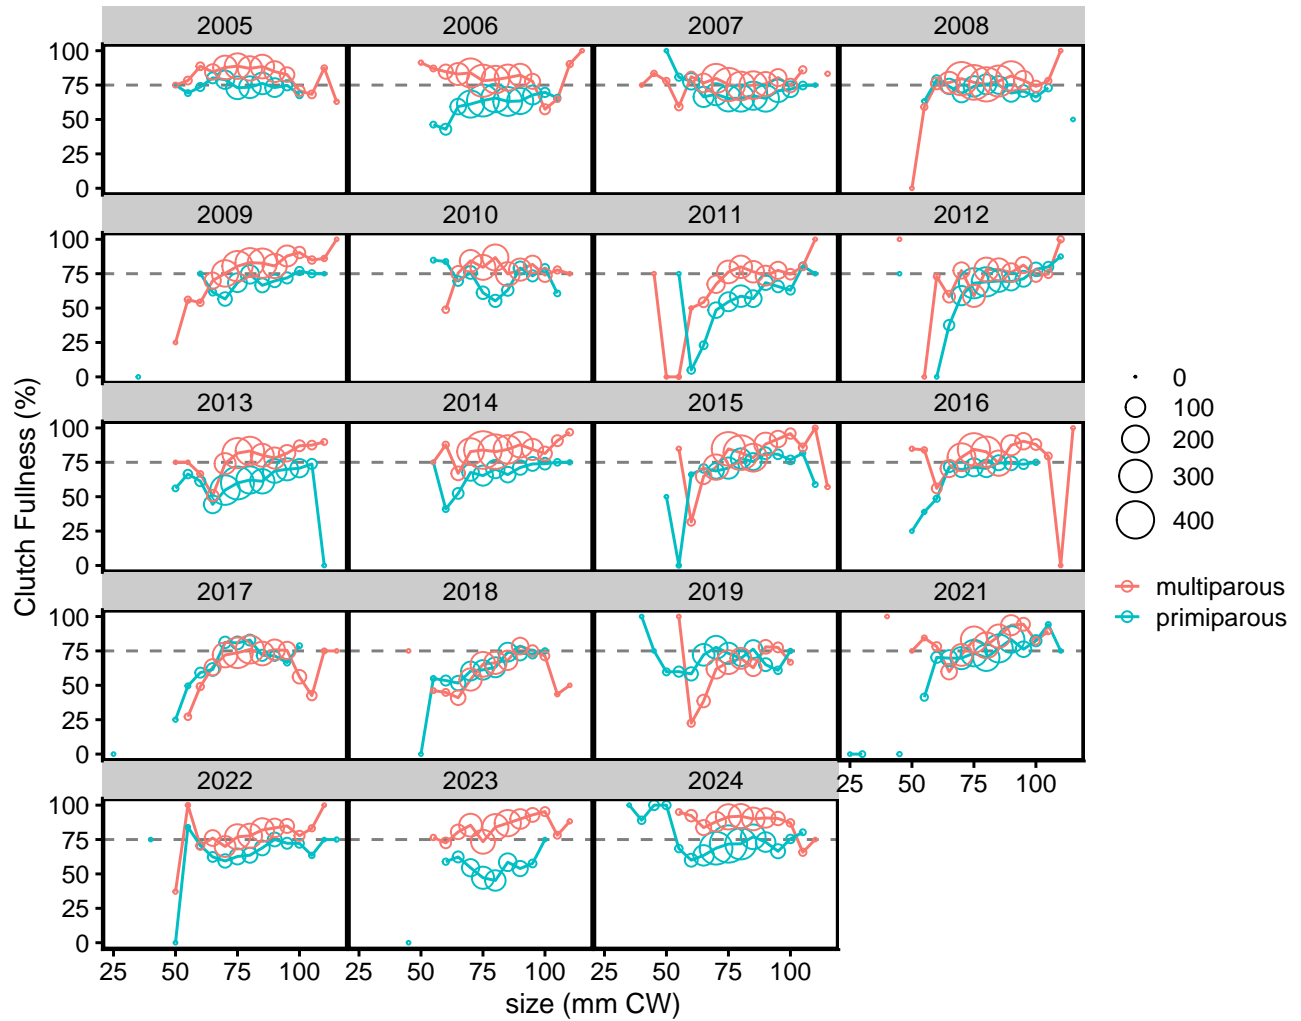 2005 2006 2007 2008
100
75
50
25
0
2009 2010 2011 2012
100
75
50
25
0
2013 2014 2015 2016
100
75
50
25
0
2017 2018 2019 2021
100
75
50
25
0
25 50 75 100
2022 2023 2024
100
75
50
25
0
25 50 75 100 25 50 75 100 25 50 75 100
size (mm CW)
Clutch Fullness (%)
0
100
200
300
400
multiparous
primiparous